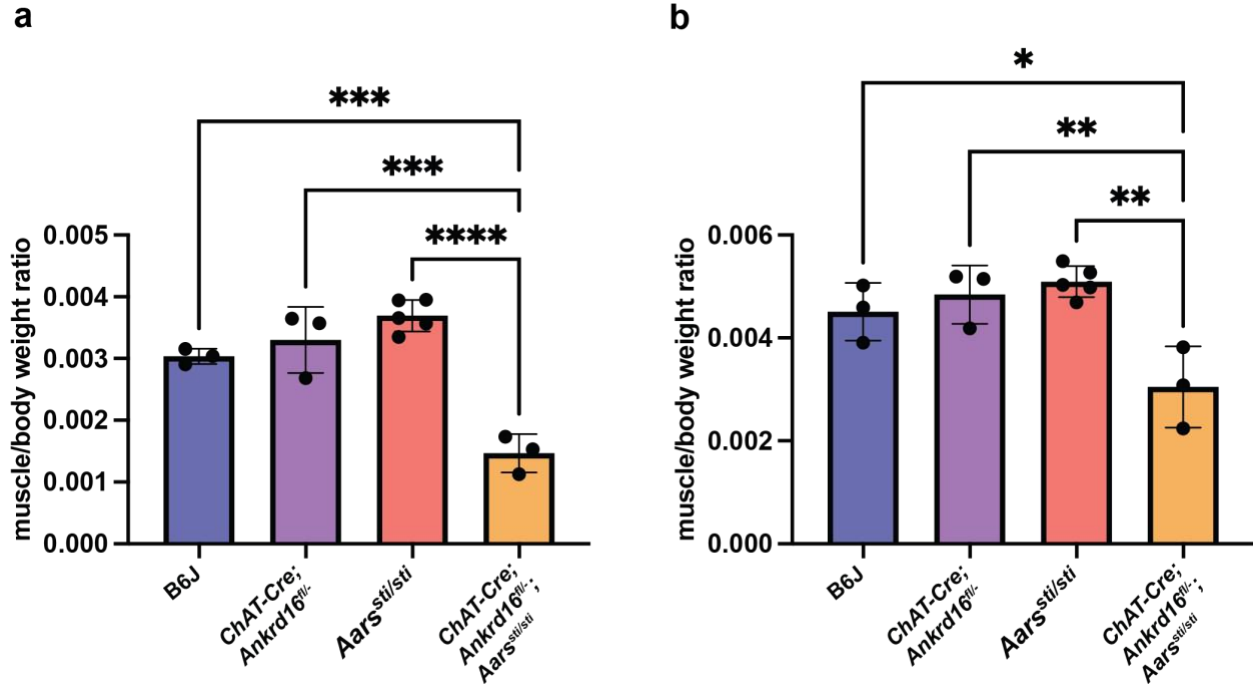 a
***
***
****
muscle/body weight ratio
0.005
0.004
0.003
0.002
0.001
0.000
B6J
ChAT-Cre;
Ankrd16fl/-
Aarssti/sti
ChAT-Cre;
Ankrd16fl/-;
Aarssti/sti
b
*
**
**
muscle/body weight ratio
0.006
0.004
0.002
0.000
B6J
ChAT-Cre;
Ankrd16fl/-
Aarssti/sti
ChAT-Cre;
Ankrd16fl/-;
Aarssti/sti